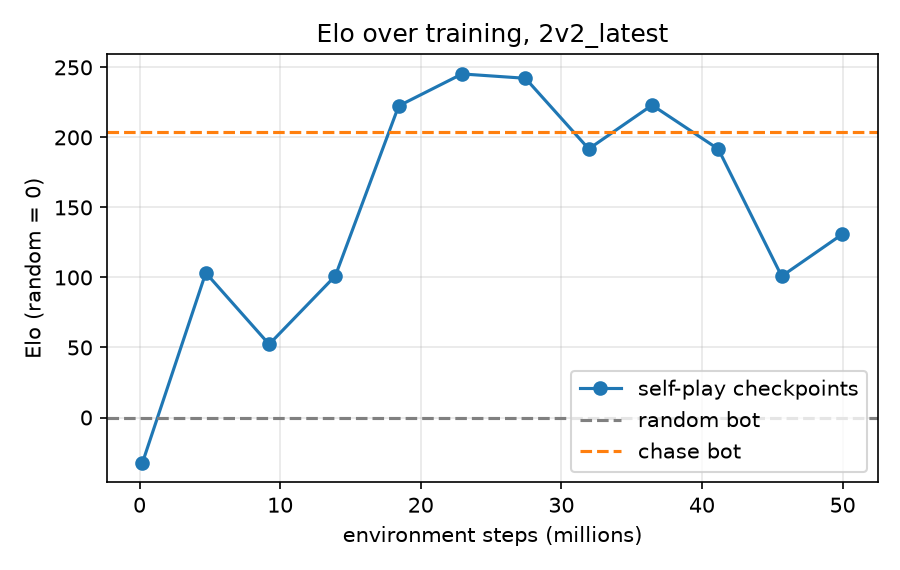 Elo over training, 2v2_latest
Elo (random = 0)
250
200
150
100
50
0
0
10
20
30
40
50
environment steps (millions)
self-play checkpoints
random bot
chase bot